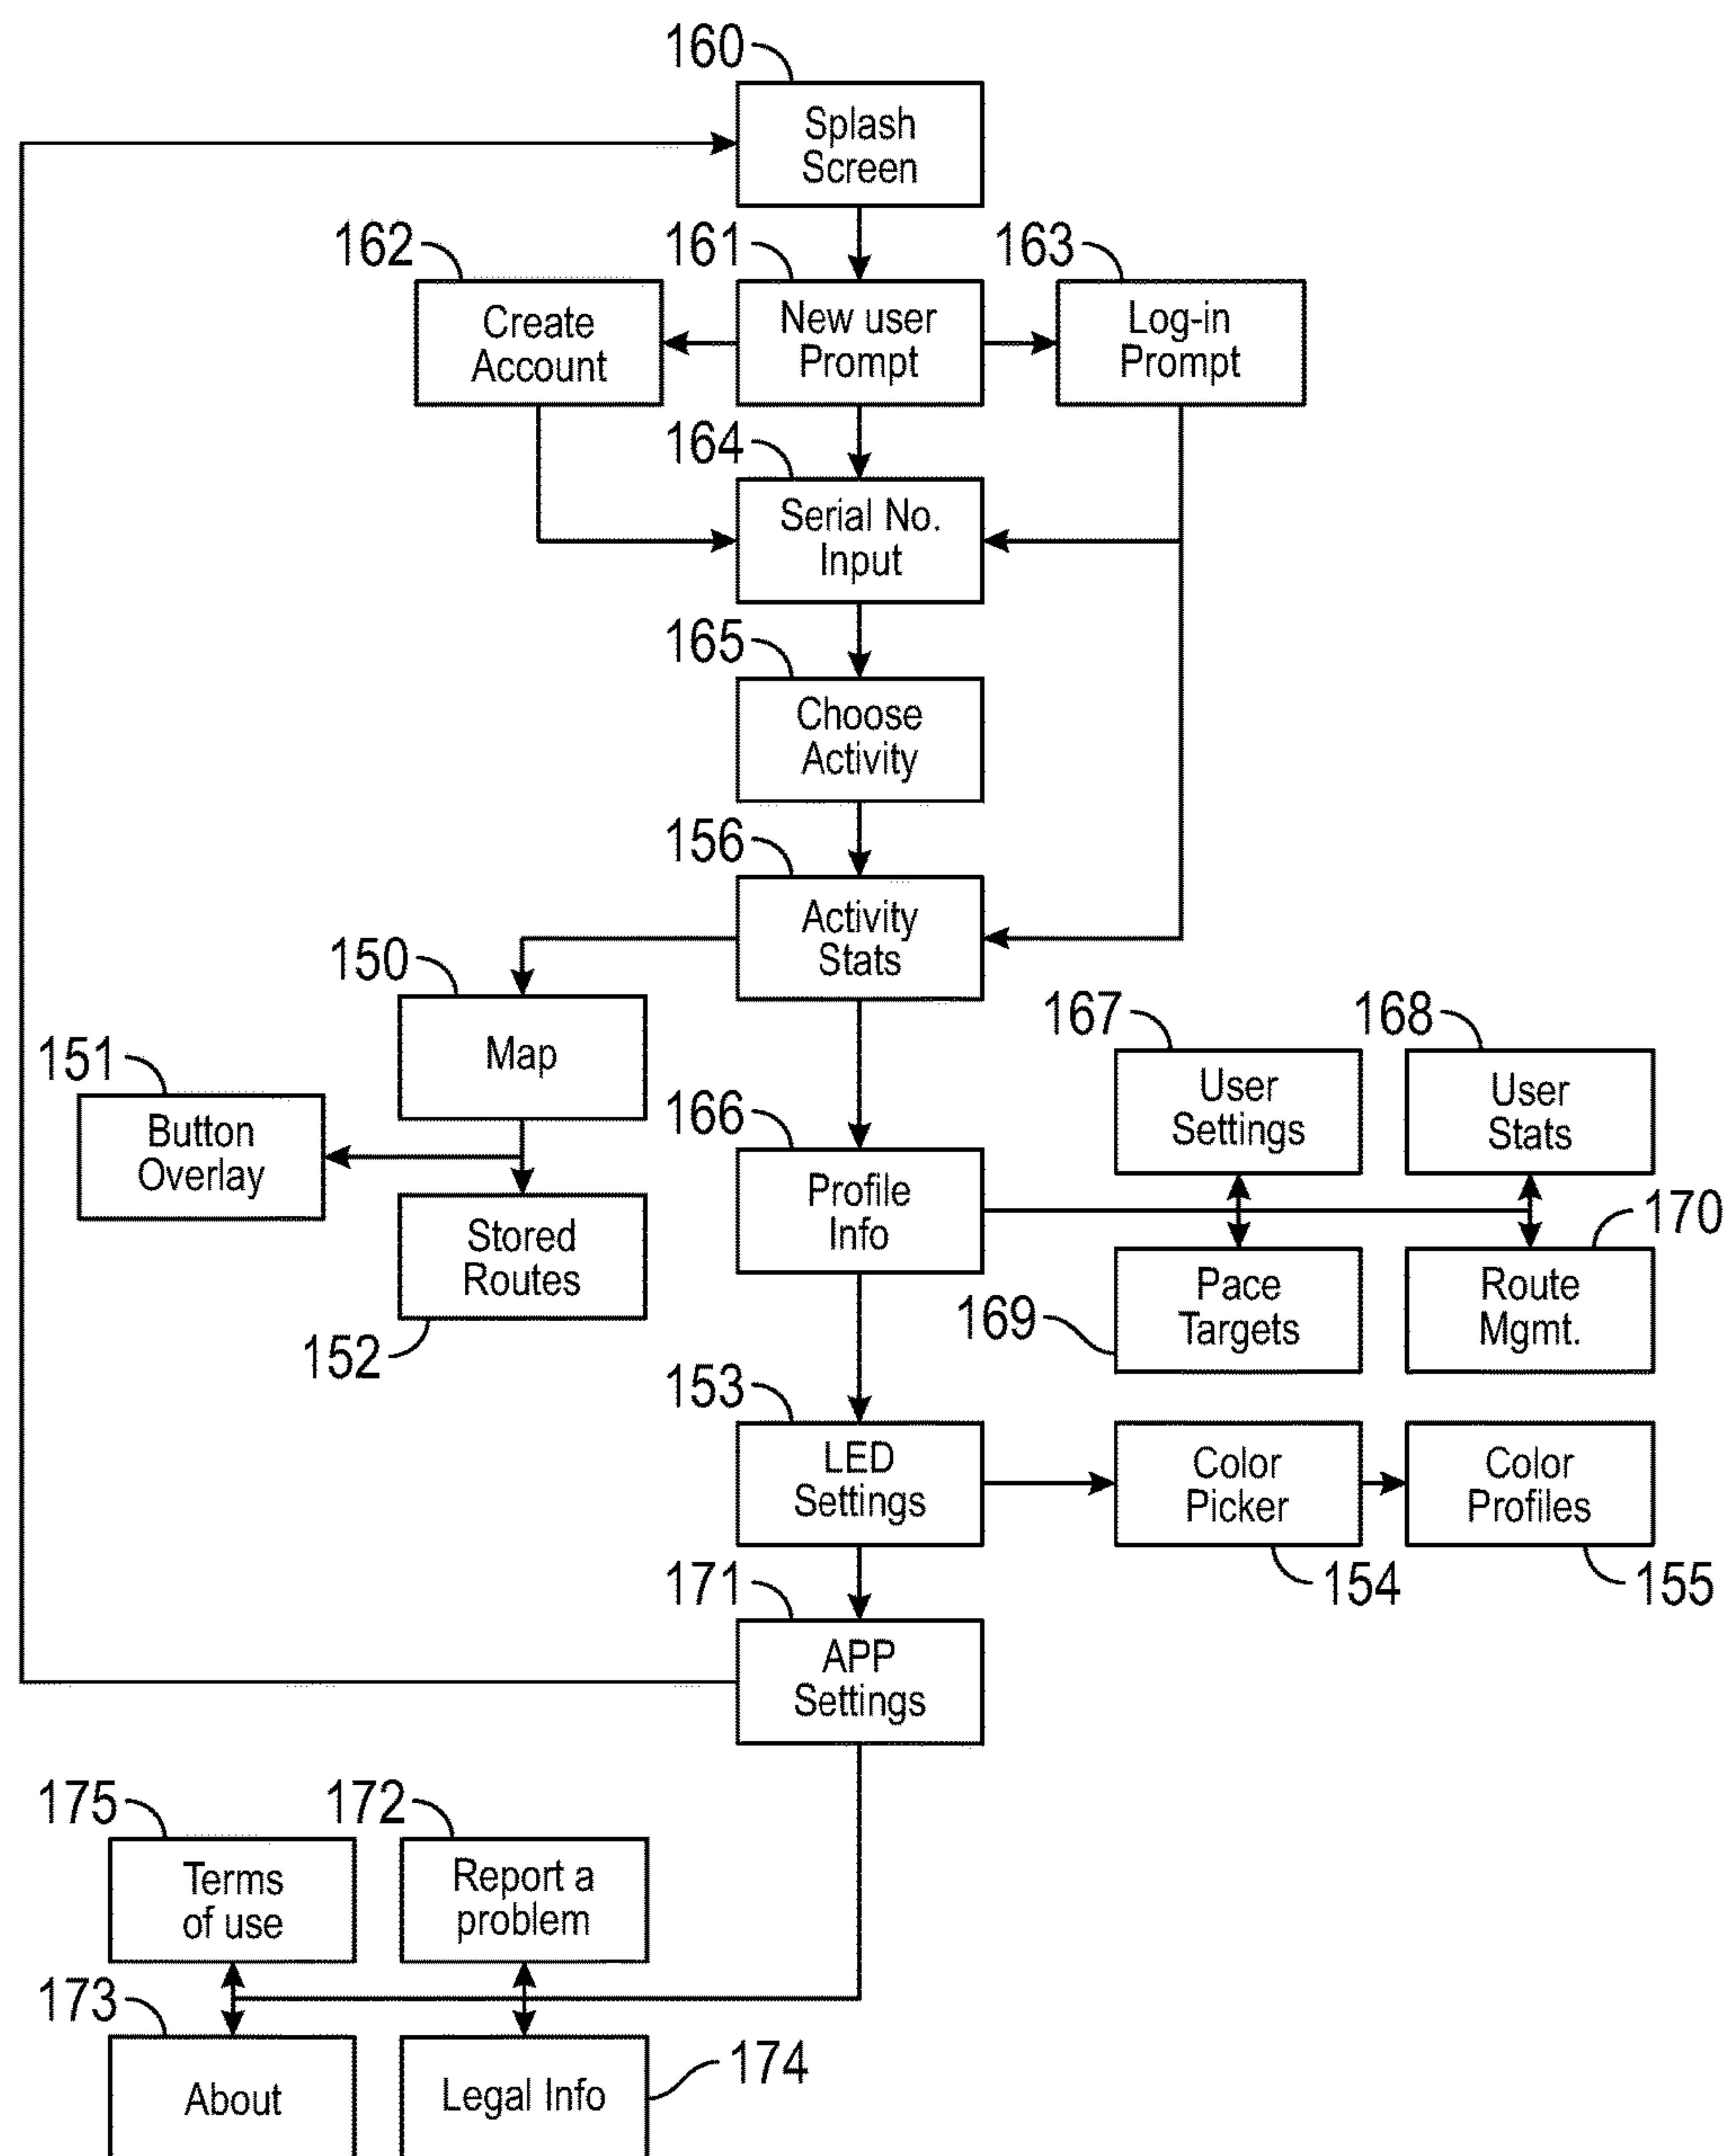 160
Splash
Screen
162
161
163
Create
Account
New user
Prompt
Log-in
Prompt
164
Serial No.
Input
165
Choose
Activity
156
Activity
Stats
150
Map
151
Button
Overlay
Stored
Routes
152
167
168
User
Settings
User
Stats
166
Profile
Info
170
Pace
Targets
Route
Mgmt.
169
153
LED
Settings
Color
Picker
Color
Profiles
154
155
171
APP
Settings
175
172
Terms
of use
Report a
problem
173
About
Legal Info
174